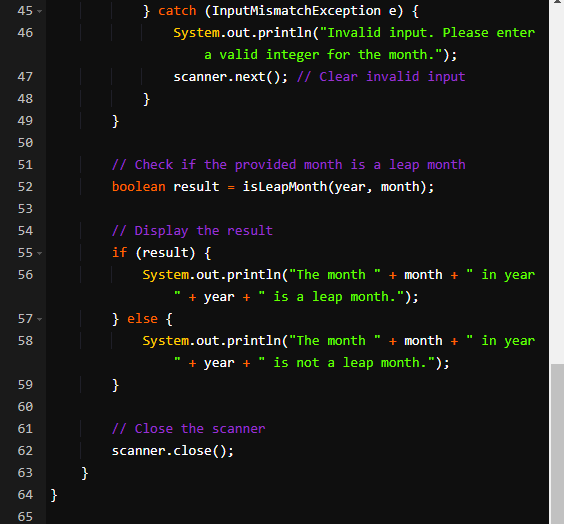 45 } catch (InputMismatchException e) {
46 System.out.println("Invalid input. Please enter
a valid integer for the month.");
47 scanner.next(); // Clear invalid input
48 }
49 }
50
51 // Check if the provided month is a leap month
52 boolean result = isLeapMonth(year, month);
53
54 // Display the result
55 if (result) {
56 System.out.println("The month " + month + " in year
" + year + " is a leap month.");
57 } else {
58 System.out.println("The month " + month + " in year
" + year + " is not a leap month.");
59 }
60
61 // Close the scanner
62 scanner.close();
63 }
64 }
65